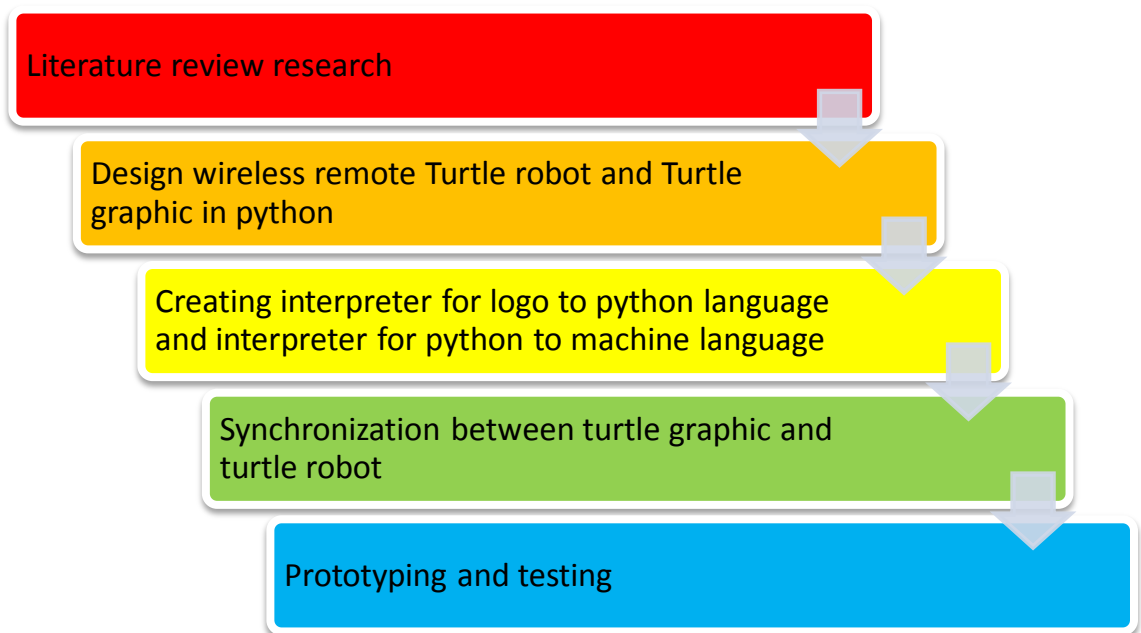 Literature review research
Design wireless remote Turtle robot and Turtle
graphic in python
Creating interpreter for logo to python language
and interpreter for python to machine language
Synchronization between turtle graphic and
turtle robot
Prototyping and testing